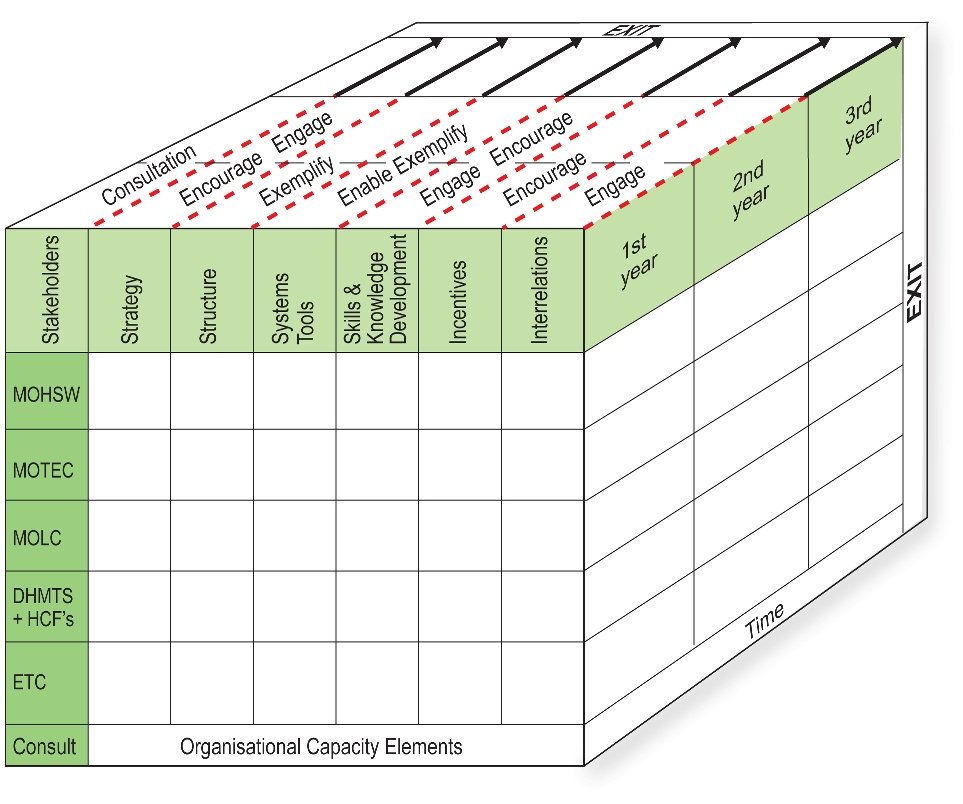 EXIT
Consultation
Encourage Engage
Exemplify
Enable Exemplify
Engage Encourage
Encourage
Engage
1st
year
2nd
year
3rd
year
EXIT
Stakeholders
Strategy
Structure
Systems
Tools
Skills &
Knowledge
Development
Incentives
Interrelations
MOHSW
MOTEC
MOLC
DHMTS
+ HCF's
ETC
Consult
Organisational Capacity Elements
Time